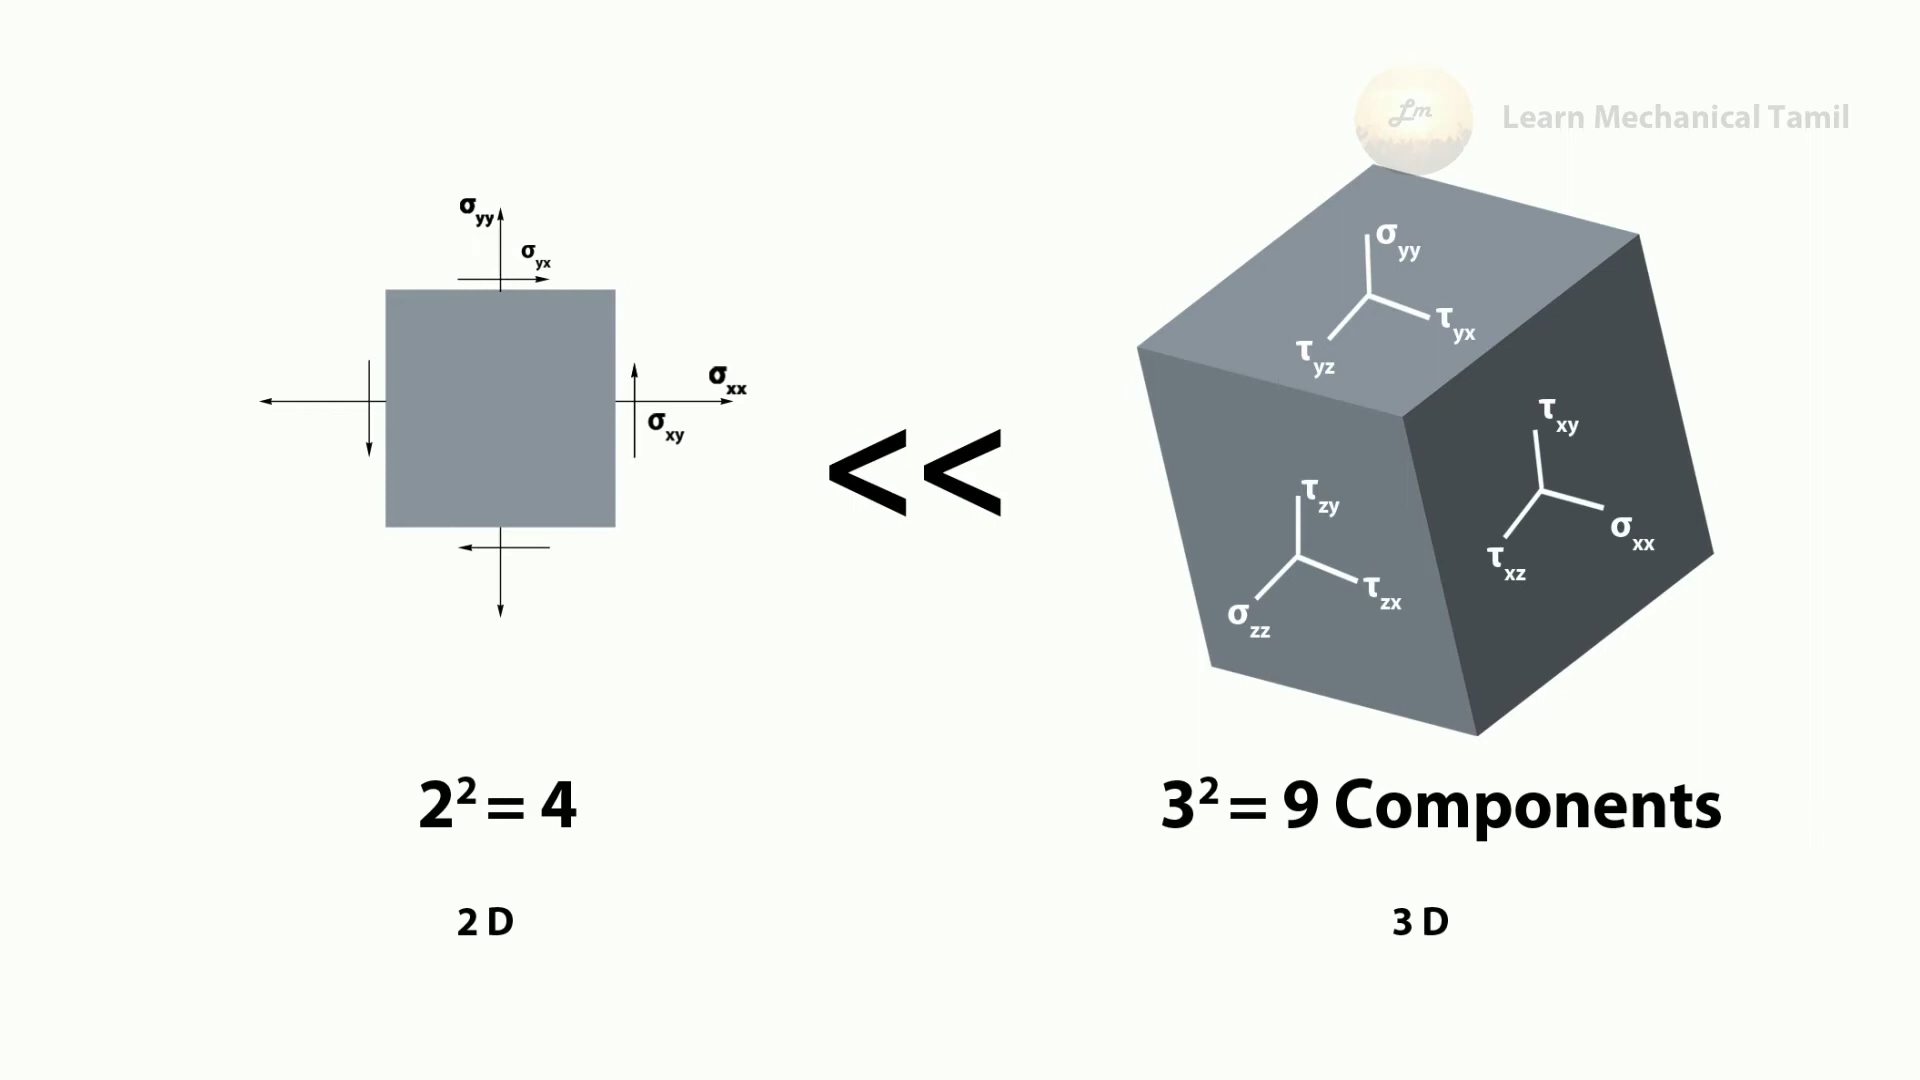 Lm
Learn Mechanical Tamil
σyy
σyx
σxx
σxy
<<
σyy
τyx
τyz
τxy
σxx
τxz
τzy
τzx
σzz
2² = 4
3² = 9 Components
2 D
3 D